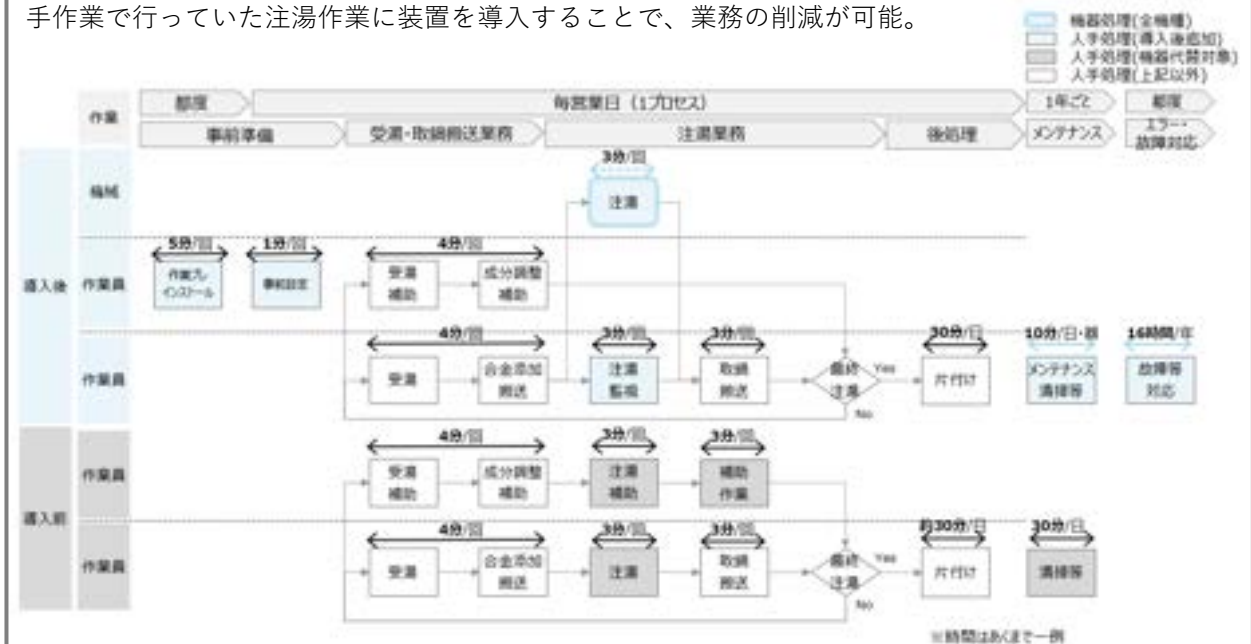 手作業で行っていた注湯作業に装置を導入することで、業務の削減が可能。
機器処理(全機種)
人手処理(導入後追加)
人手処理(機器代替対象)
人手処理(上記以外)
作業
都度
毎営業日（1プロセス）
1年ごと
都度
事前準備
受湯・取鍋搬送業務
注湯業務
後処理
メンテナンス
エラー・
故障対応
導入後
機械
3分/回
注湯
作業員
5分/回
1分/回
4分/回
インストール
事前設定
受湯
補助
成分調整
補助
作業員
4分/回
3分/回
3分/回
30分/日
10分/日・器
16時間/年
受湯
合金添加
搬送
注湯
監視
取鍋
搬送
最終
注湯
Yes
No
片付け
メンテナンス
清掃等
故障等
対応
導入前
作業員
4分/回
3分/回
3分/回
受湯
補助
成分調整
補助
注湯
補助
補助
作業
作業員
4分/回
3分/回
3分/回
約30分/日
30分/日
受湯
合金添加
搬送
注湯
取鍋
搬送
最終
注湯
Yes
No
片付け
清掃等
※時間はあくまで一例